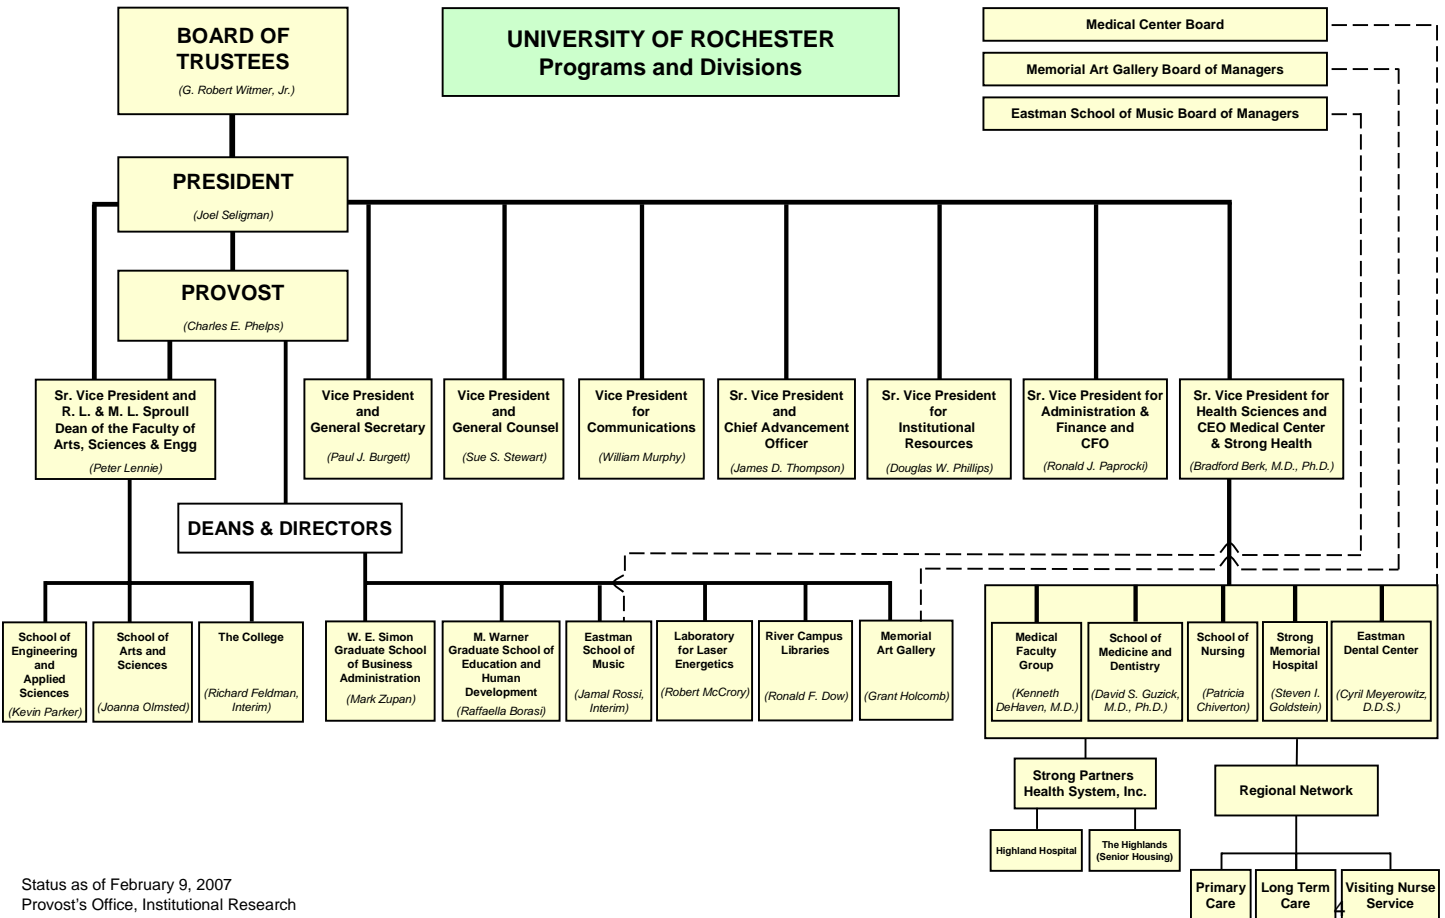 BOARD OF
TRUSTEES
(G. Robert Witmer, Jr.)
UNIVERSITY OF ROCHESTER
Programs and Divisions
Medical Center Board
Memorial Art Gallery Board of Managers
Eastman School of Music Board of Managers
PRESIDENT
(Joel Seligman)
PROVOST
(Charles E. Phelps)
Sr. Vice President and
R. L. & M. L. Sproull
Dean of the Faculty of
Arts, Sciences & Engg
(Peter Lennie)
Vice President
and
General Secretary
(Paul J. Burgett)
Vice President
and
General Counsel
(Sue S. Stewart)
Vice President
for
Communications
(William Murphy)
Sr. Vice President
and
Chief Advancement
Officer
(James D. Thompson)
Sr. Vice President
for
Institutional
Resources
(Douglas W. Phillips)
Sr. Vice President for
Administration &
Finance and
CFO
(Ronald J. Paprocki)
Sr. Vice President for
Health Sciences and
CEO Medical Center
& Strong Health
(Bradford Berk, M.D., Ph.D.)
DEANS & DIRECTORS
School of
Engineering
and
Applied
Sciences
(Kevin Parker)
School of
Arts and
Sciences
(Joanna Olmsted)
The College
(Richard Feldman,
Interim)
W. E. Simon
Graduate School
of Business
Administration
(Mark Zupan)
M. Warner
Graduate School of
Education and
Human
Development
(Raffaella Borasi)
Eastman
School of
Music
(Jamal Rossi,
Interim)
Laboratory
for Laser
Energetics
(Robert McCrory)
River Campus
Libraries
(Ronald F. Dow)
Memorial
Art Gallery
(Grant Holcomb)
Medical
Faculty
Group
(Kenneth
DeHaven, M.D.)
School of
Medicine and
Dentistry
(David S. Guzick,
M.D., Ph.D.)
School of
Nursing
(Patricia
Chiverton)
Strong
Memorial
Hospital
(Steven I.
Goldstein)
Eastman
Dental Center
(Cyril Meyerowitz,
D.D.S.)
Strong Partners
Health System, Inc.
Regional Network
Highland Hospital
The Highlands
(Senior Housing)
Primary
Care
Long Term
Care
Visiting Nurse
Service
4
Status as of February 9, 2007
Provost's Office, Institutional Research